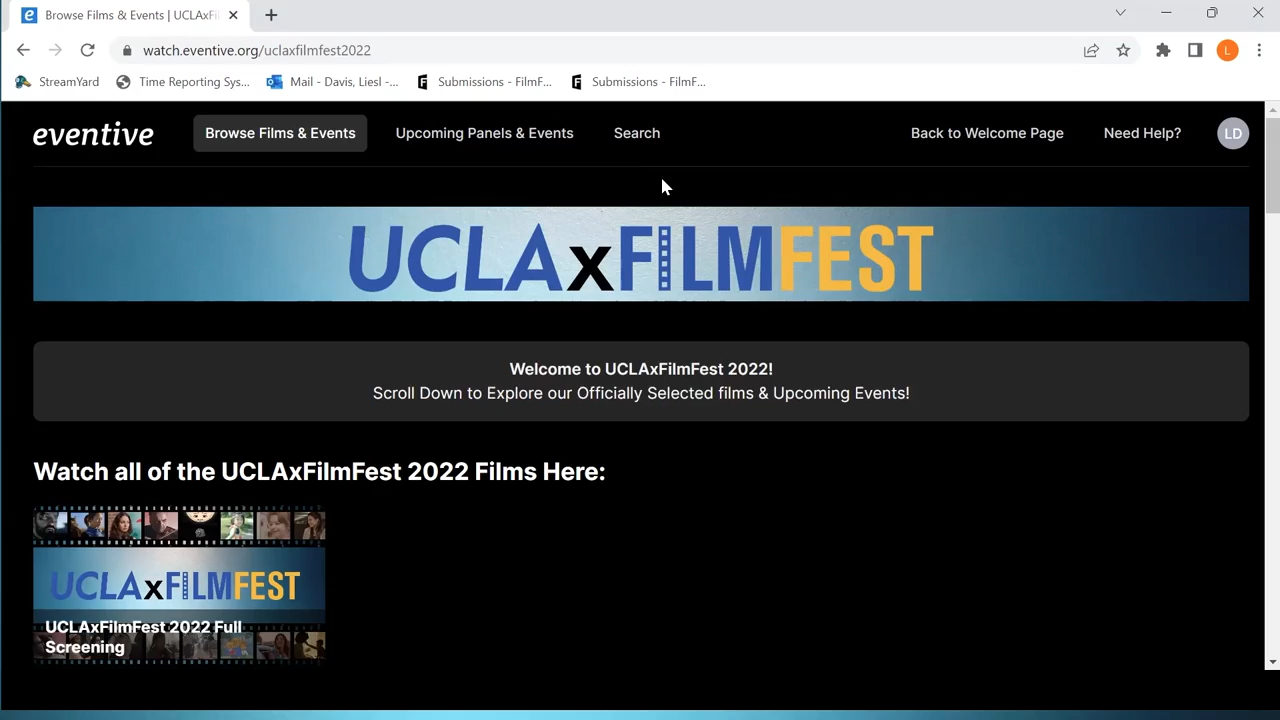 Browse Films & Events | UCLAxFi
watch.eventive.org/uclaxfilmfest2022
L
StreamYard
Time Reporting Sys...
Mail - Davis, Liesl -...
Submissions - FilmF...
Submissions - FilmF...
eventive
Browse Films & Events
Upcoming Panels & Events
Search
Back to Welcome Page
Need Help?
LD
UCLAxFILMFEST
Welcome to UCLAxFilmFest 2022!
Scroll Down to Explore our Officially Selected films & Upcoming Events!
Watch all of the UCLAxFilmFest 2022 Films Here:
UCLAxFILMFEST
UCLAxFilmFest 2022 Full
Screening